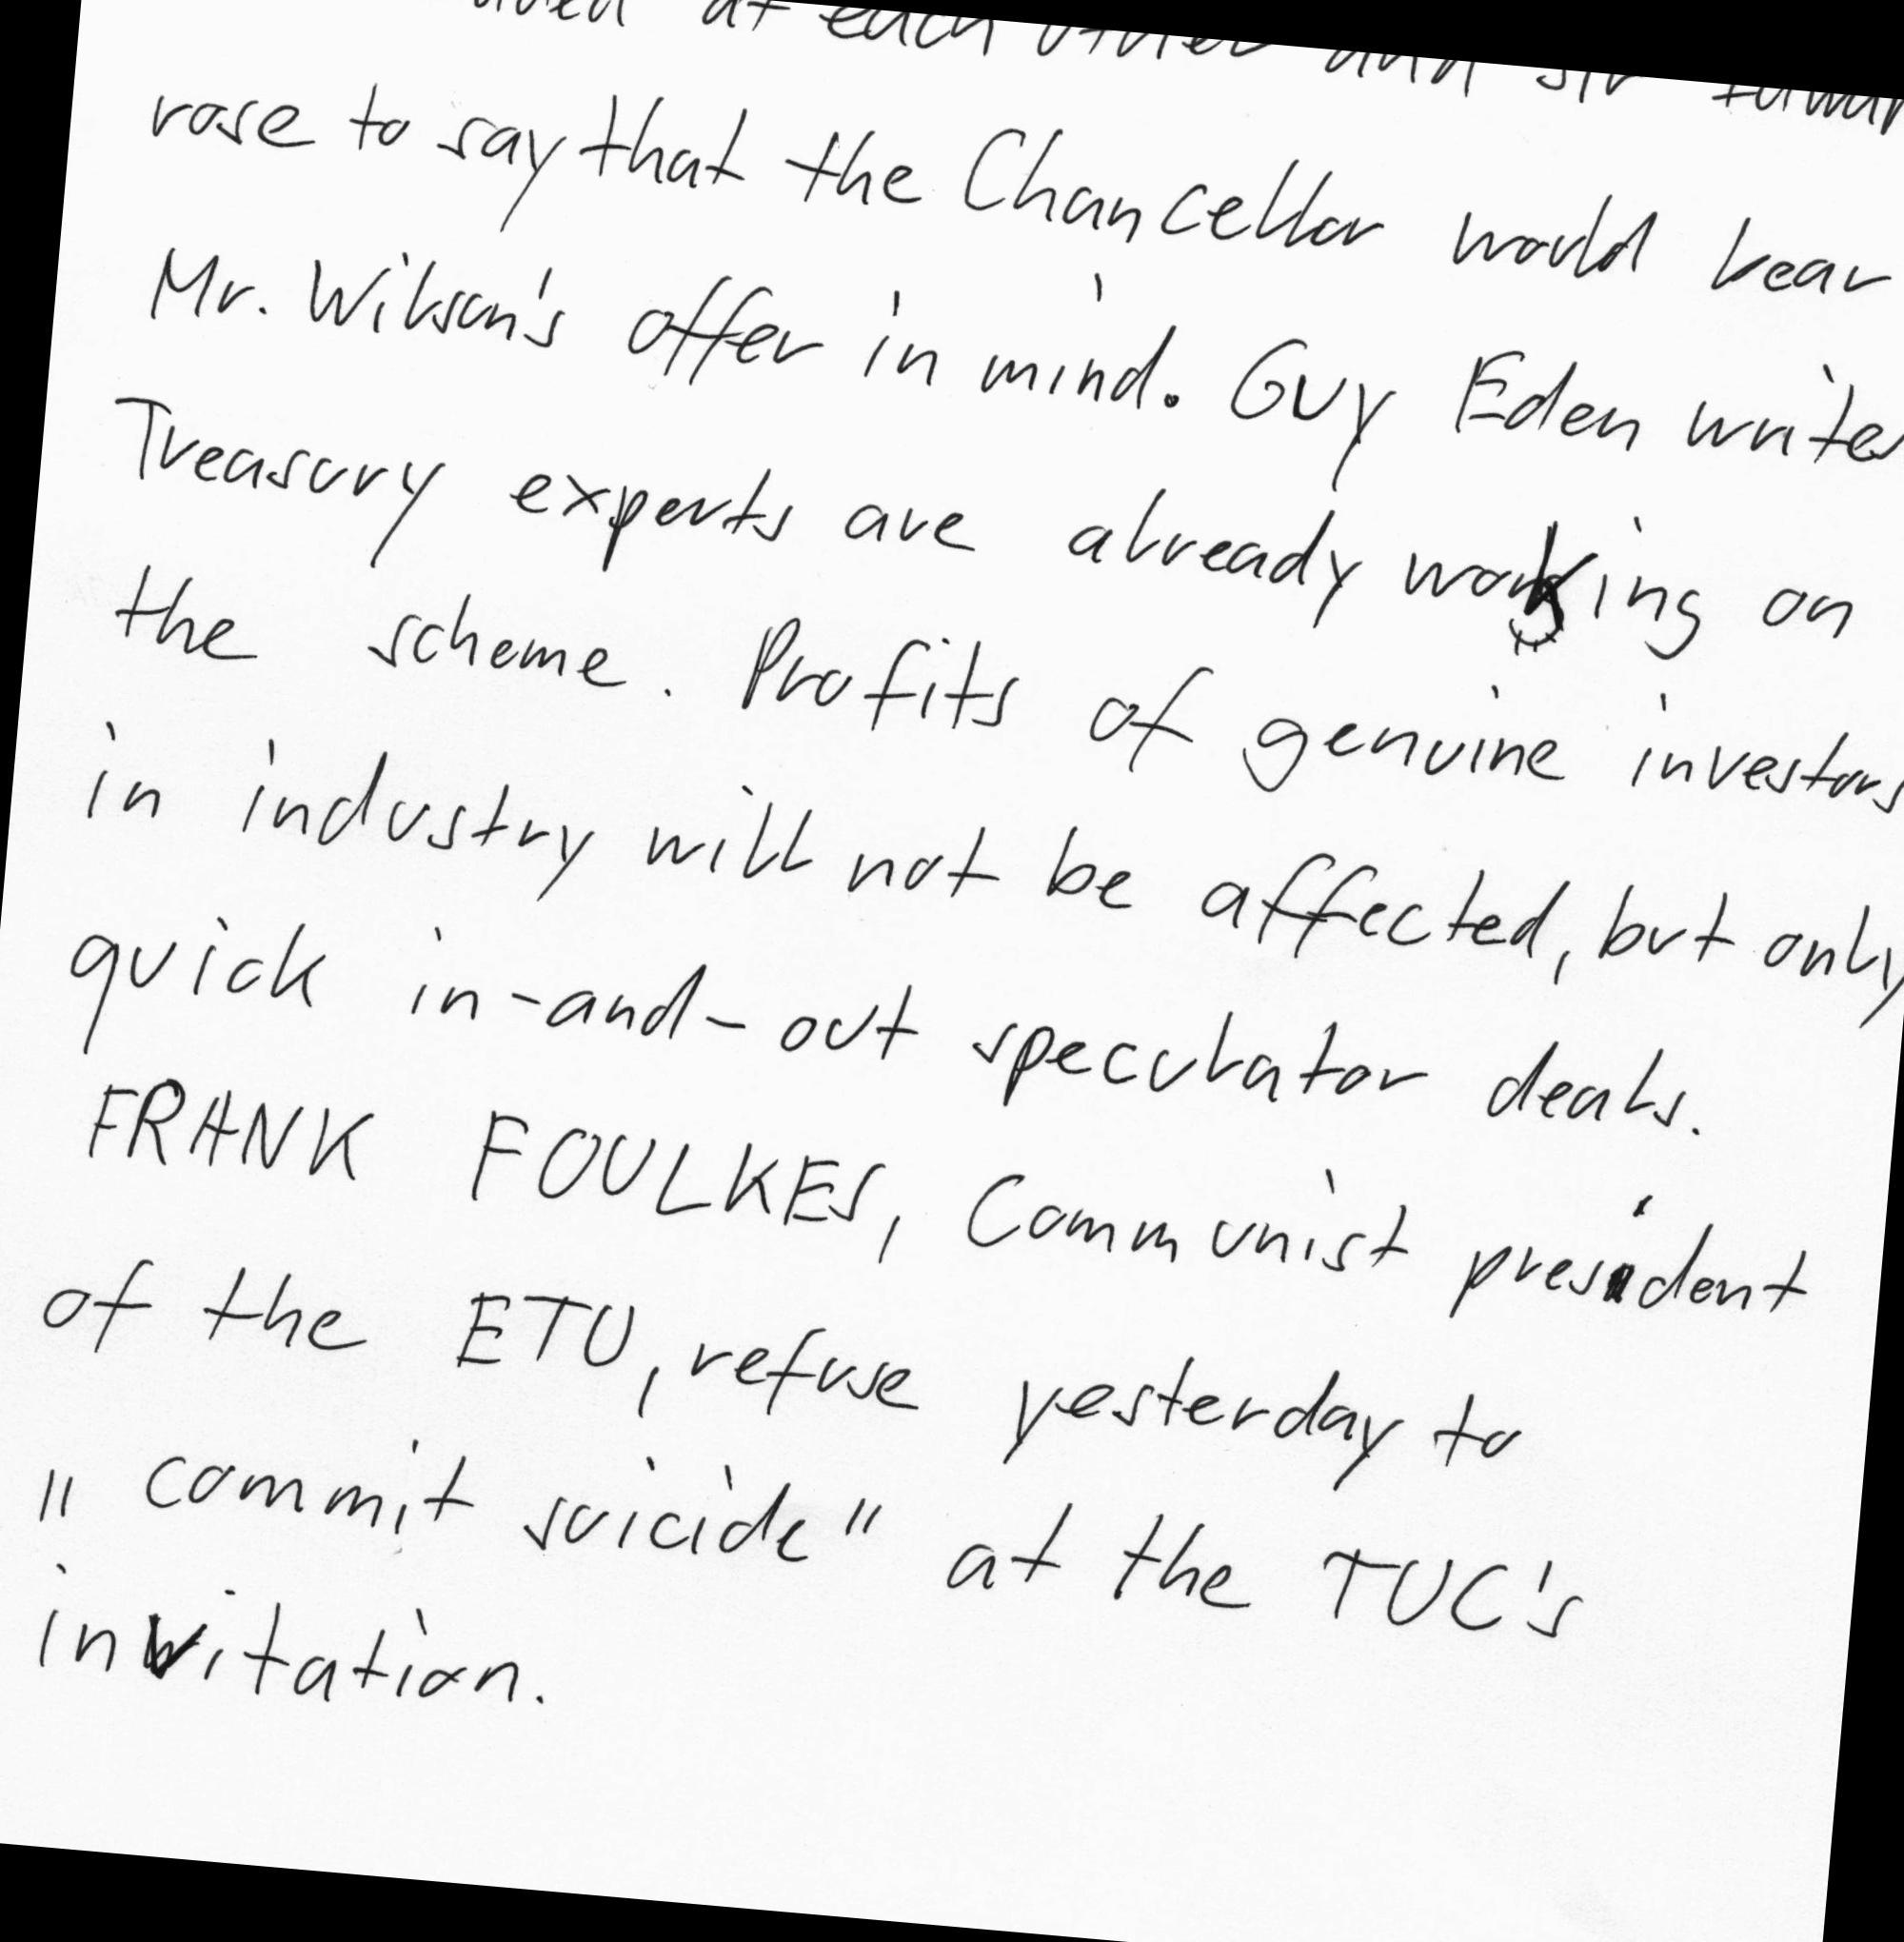 at each other and Sir
rose to say that the Chancellor would bear
Mr. Wilson's offer in mind. Guy Eden write
Treasury experts are already working on
the scheme. Profits of genuine investors
in industry will not be affected, but only
quick in-and-out speculator deals.
FRANK FOULKES, Communist president
of the ETU, refuse yesterday to
" commit suicide" at the TUC's
invitation.